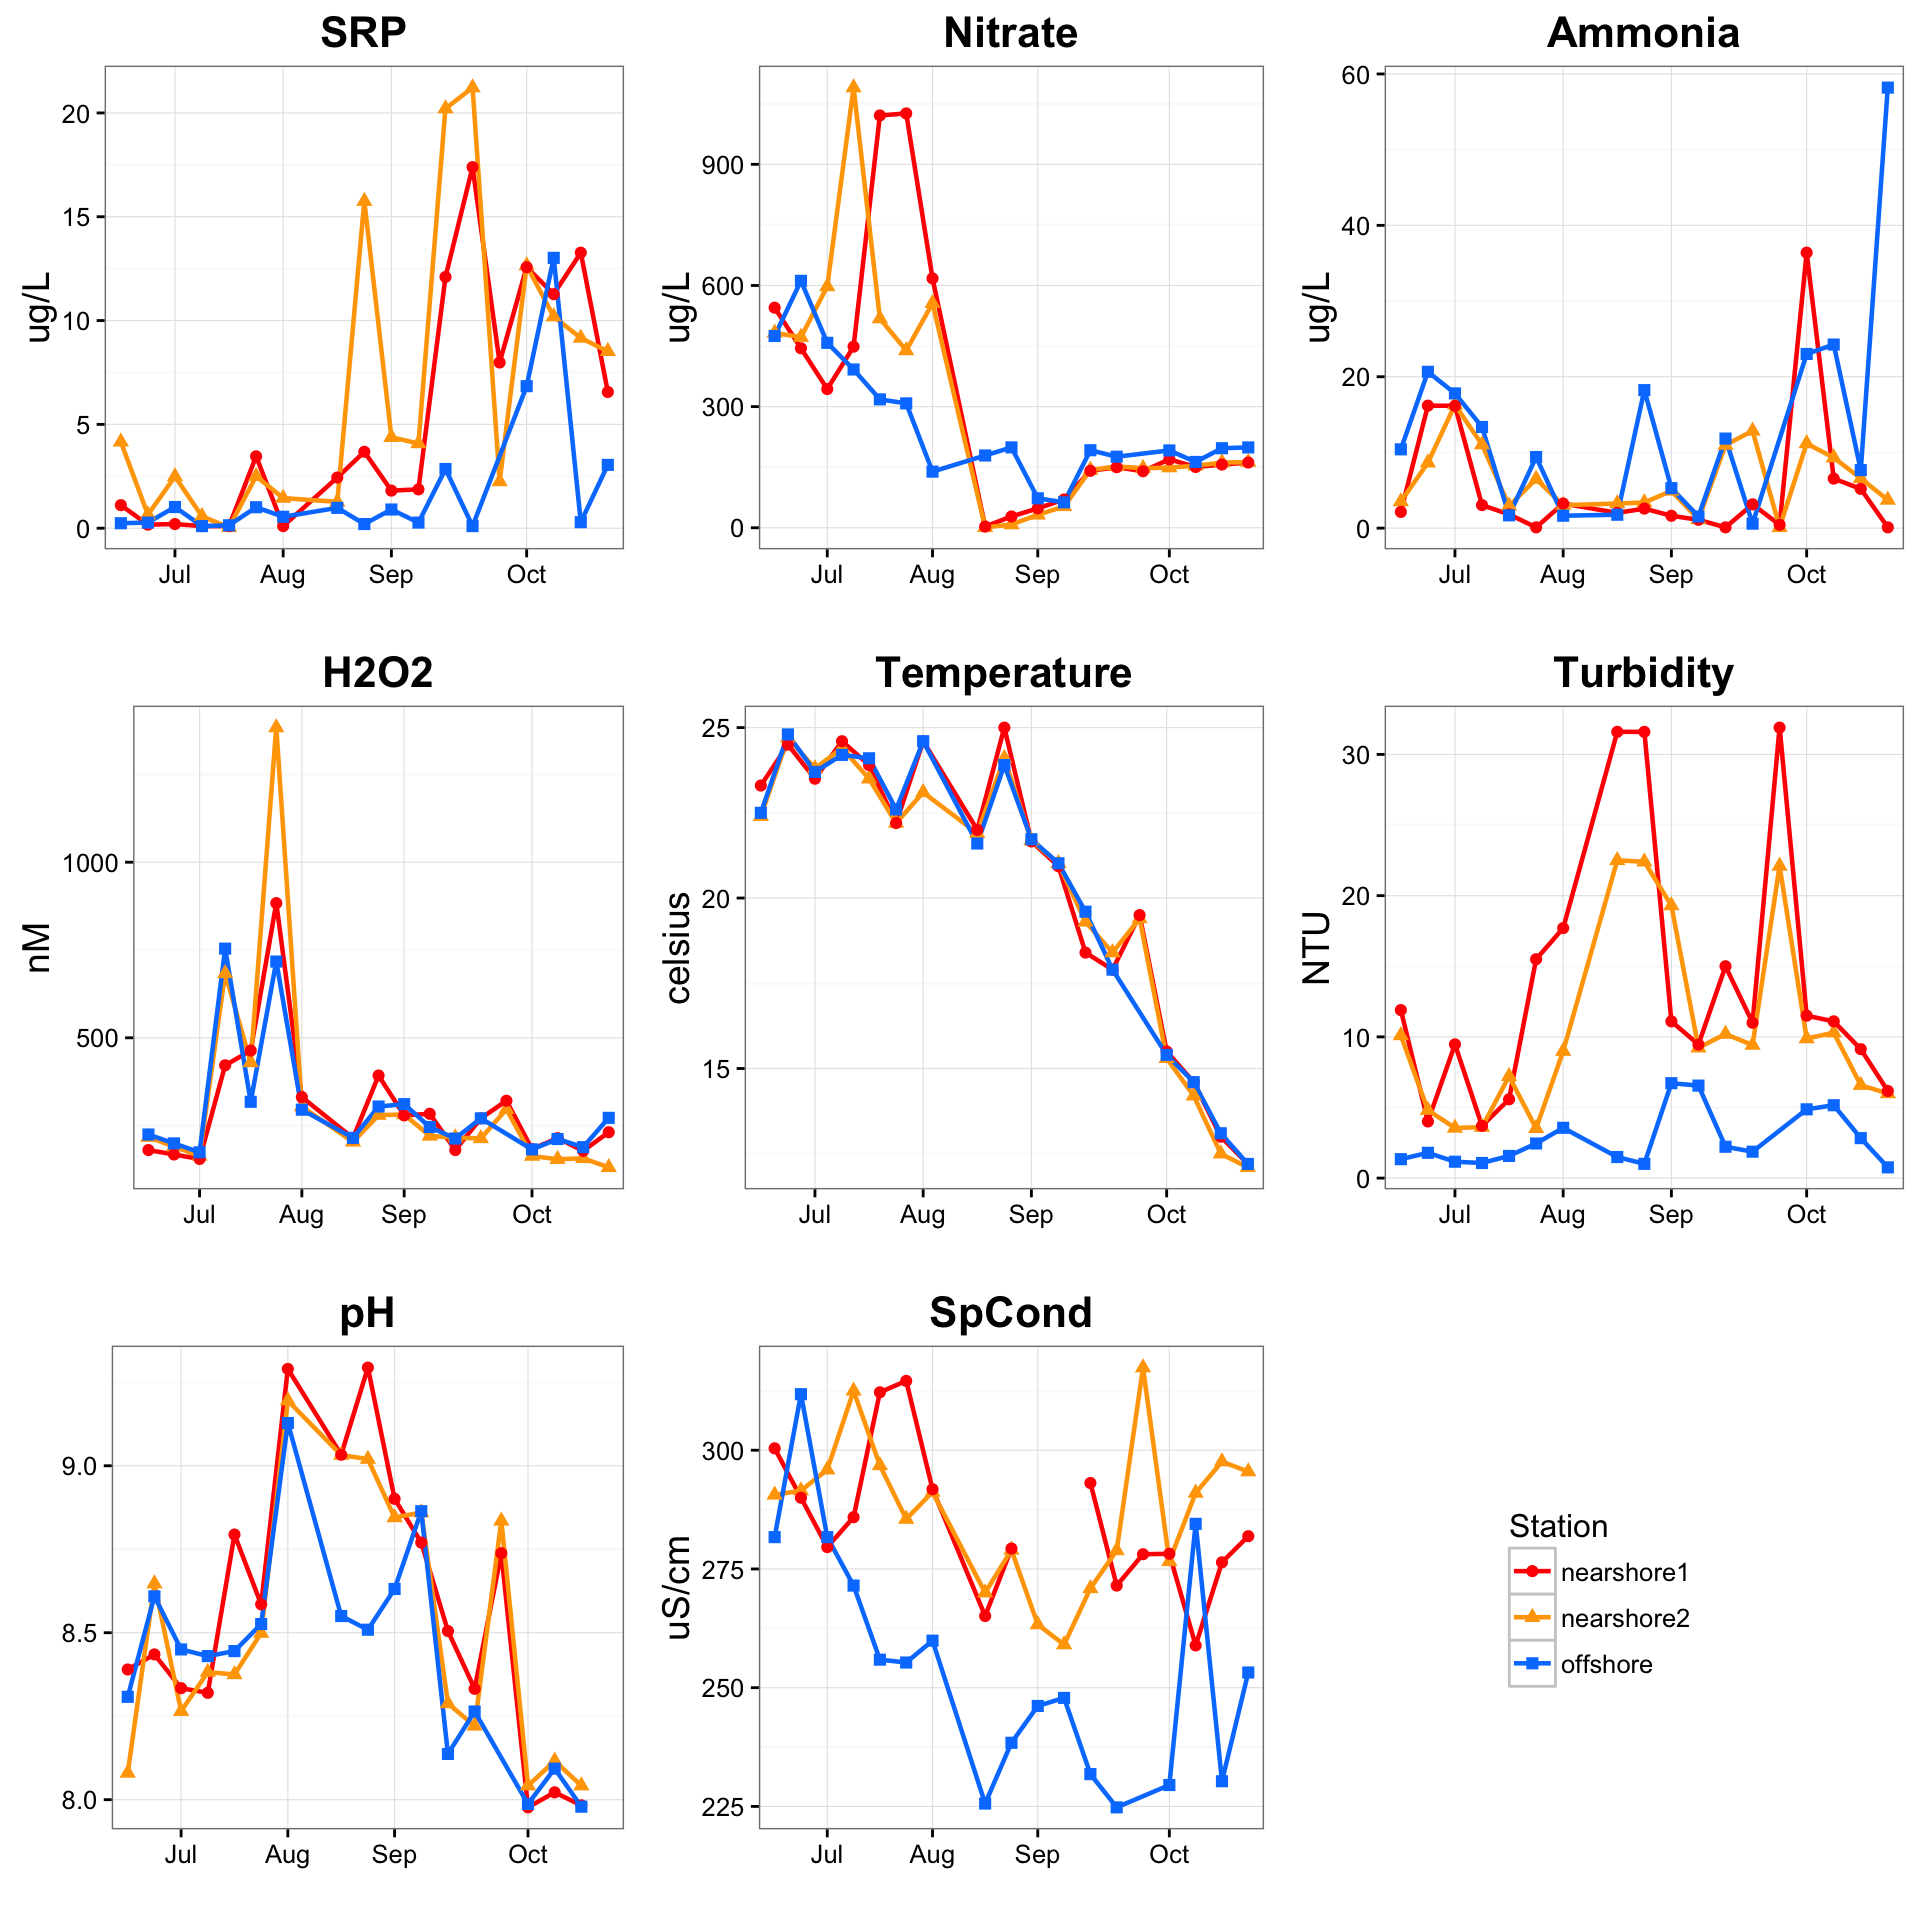 SRP
Nitrate
Ammonia
ug/L
20
15
10
5
0
Jul Aug Sep Oct
ug/L
900
600
300
0
Jul Aug Sep Oct
ug/L
60
40
20
0
Jul Aug Sep Oct
H2O2
Temperature
Turbidity
nM
1000
500
Jul Aug Sep Oct
celsius
25
20
15
Jul Aug Sep Oct
NTU
30
20
10
0
Jul Aug Sep Oct
pH
SpCond
9.0
8.5
8.0
Jul Aug Sep Oct
uS/cm
300
275
250
225
Jul Aug Sep Oct
Station
nearshore1
nearshore2
offshore